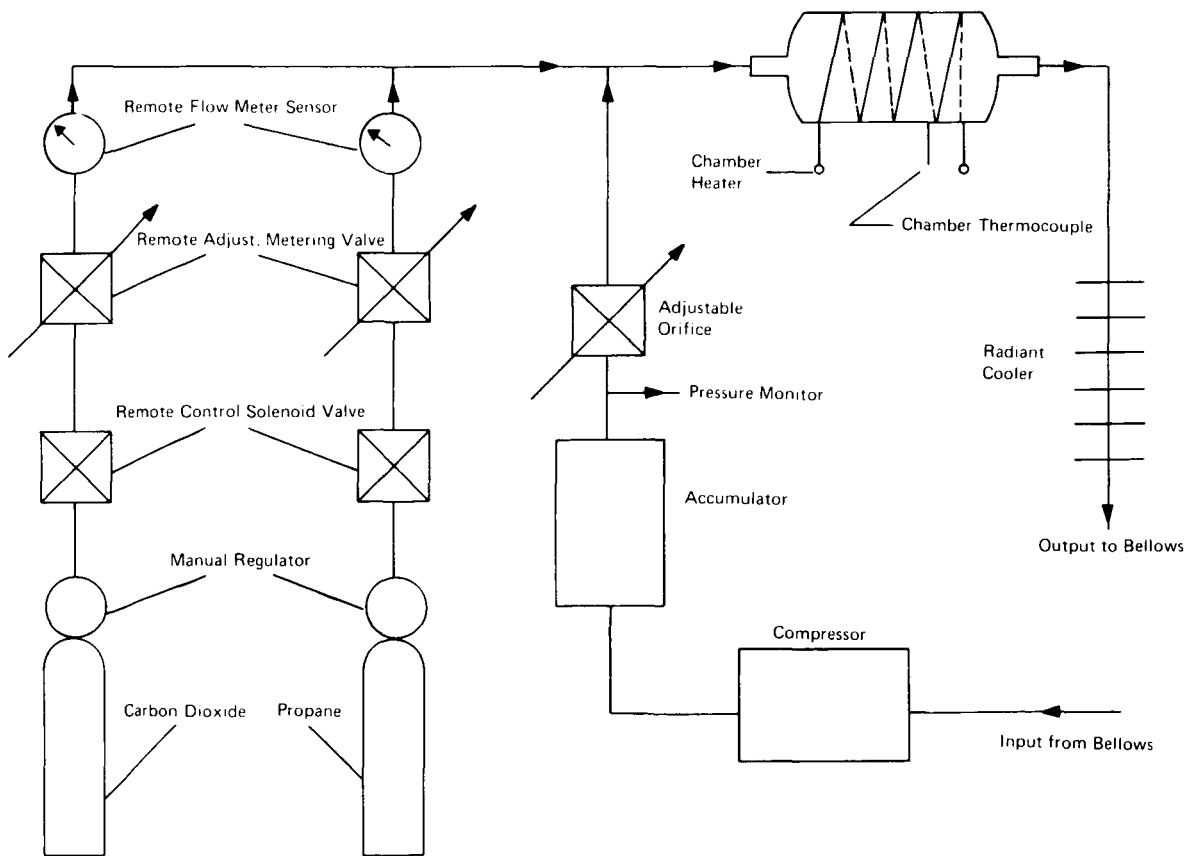 Remote Flow Meter Sensor
Chamber
Heater
Chamber Thermocouple
Remote Adjust. Metering Valve
Adjustable
Orifice
Radiant
Cooler
Pressure Monitor
Remote Control Solenoid Valve
Accumulator
Output to Bellows
Manual Regulator
Compressor
Carbon Dioxide
Propane
Input from Bellows